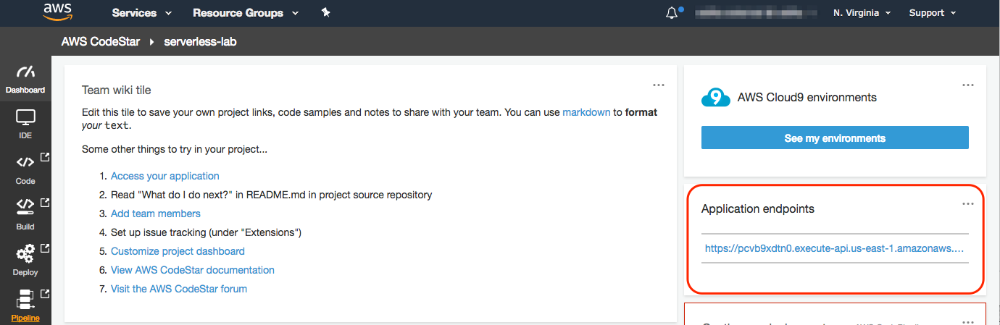 aws Services Resource Groups N. Virginia Support
AWS CodeStar serverless-lab
Dashboard
IDE
Code
Build
Deploy
Pipeline
Team wiki tile
Edit this tile to save your own project links, code samples and notes to share with your team. You can use markdown to format
your text.
Some other things to try in your project...
1. Access your application
2. Read "What do I do next?" in README.md in project source repository
3. Add team members
4. Set up issue tracking (under "Extensions")
5. Customize project dashboard
6. View AWS CodeStar documentation
7. Visit the AWS CodeStar forum
9 AWS Cloud9 environments
See my environments
Application endpoints
https://pcvb9xdtn0.execute-api.us-east-1.amazonaws....